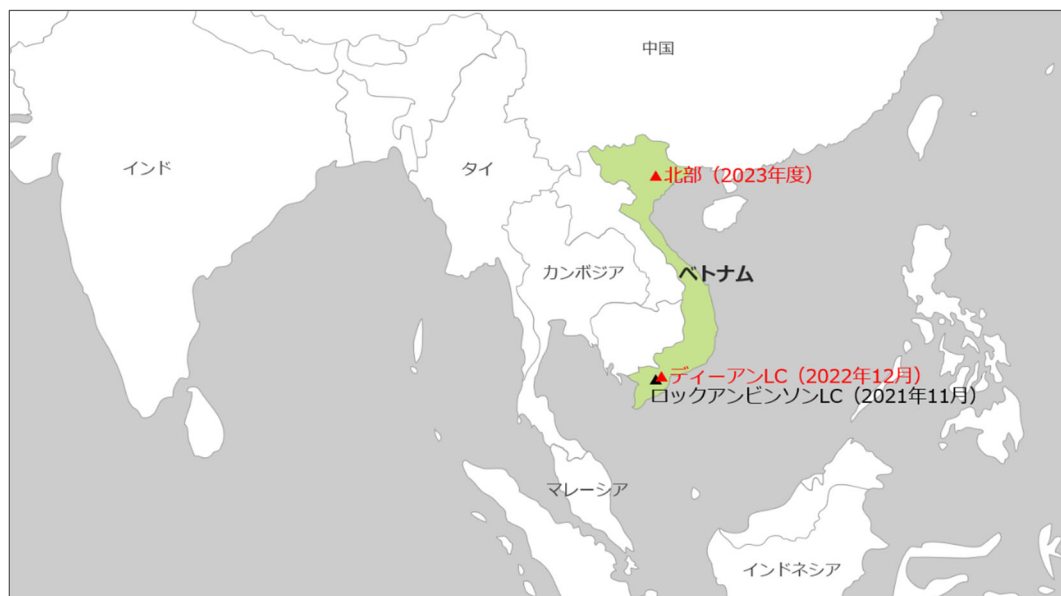 中国
インド
タイ
北部（2023年度）
カンボジア
ベトナム
ディーアンLC（2022年12月）
ロックアンビンソンLC（2021年11月）
マレーシア
インドネシア